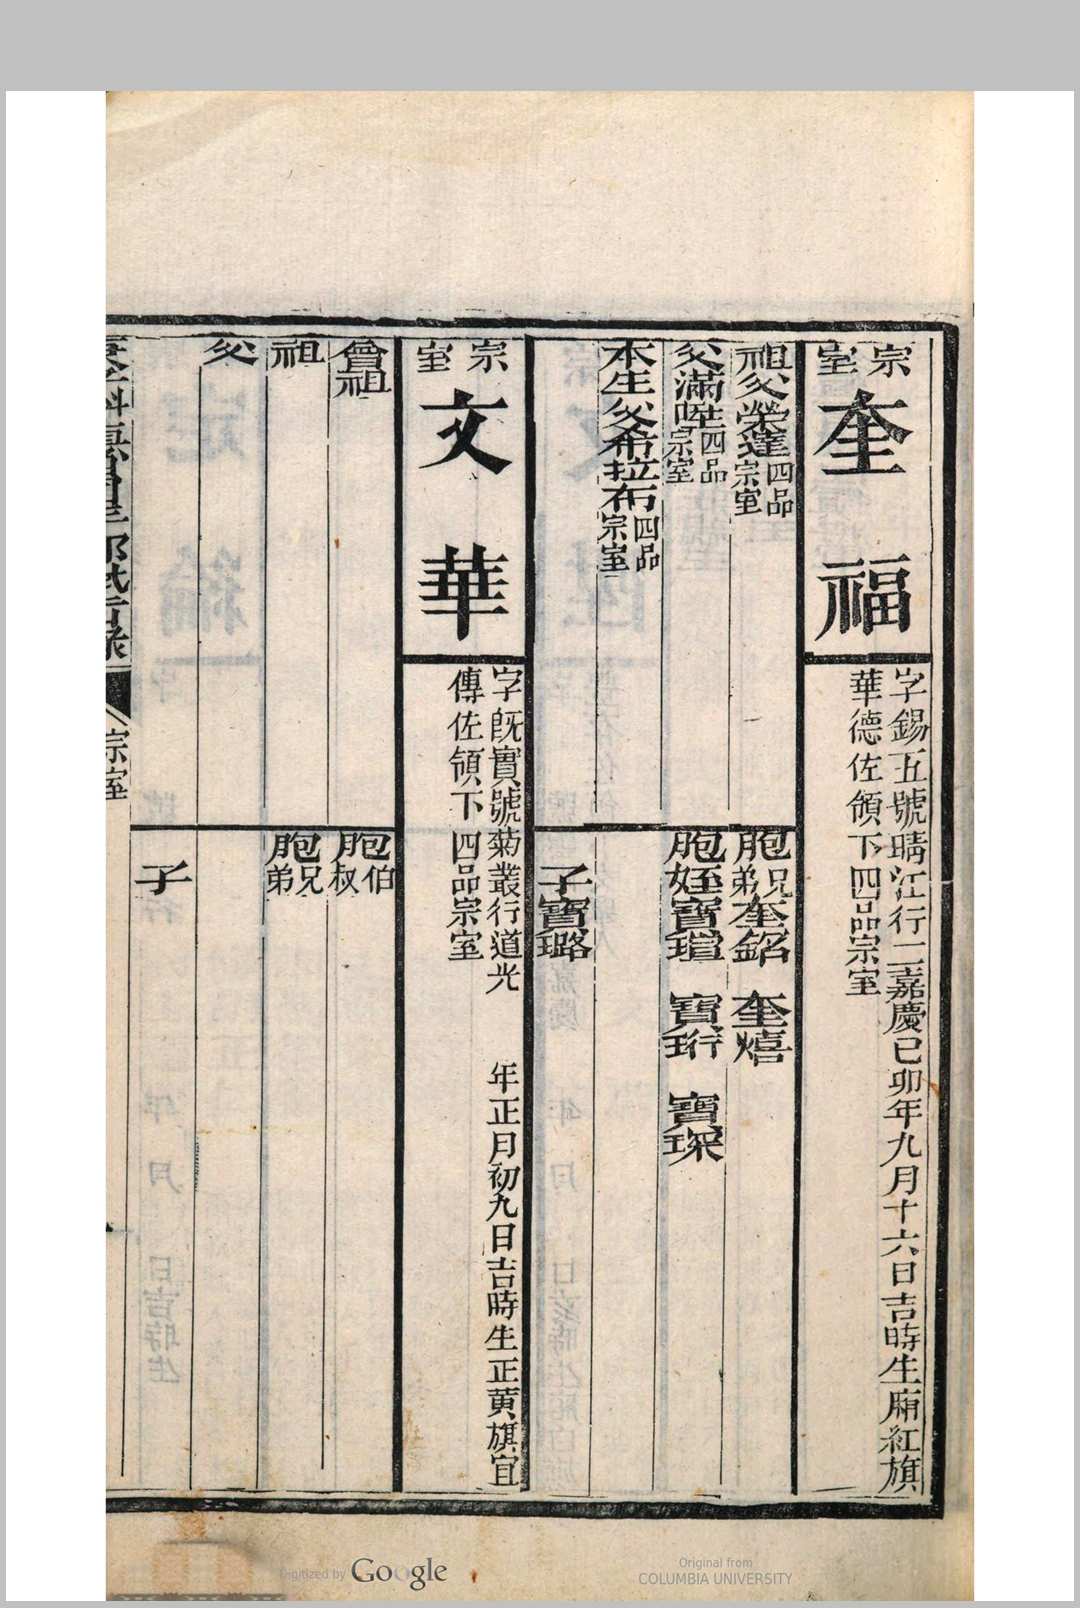 宗室
奎福
字錫五號晴江行二嘉慶己卯年九月十六日吉時生廂紅旗
華德佐領下四品宗室
祖父榮達四品宗室
父滿陞四品宗室
本生父希拉布四品宗室
胞兄弟奎銘 奎熺
胞姪寶瑄 寶珩 寶琛
子寶璐
宗室
文華
字旣實號菊叢行道光 年正月初九日吉時生正黃旗宜
傳佐領下四品宗室
曾祖
祖
父
胞伯叔
胞兄弟
子
宗室
Digitized by Google
Original from
COLUMBIA UNIVERSITY